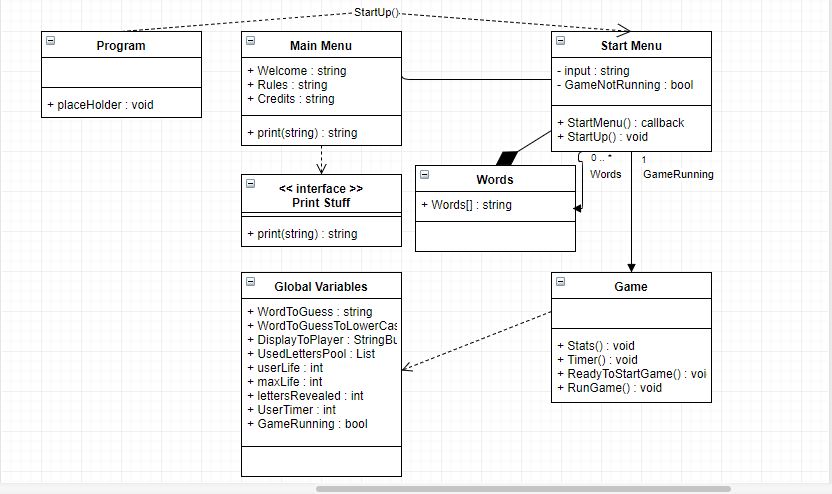 StartUp()
Program
+ placeHolder : void
Main Menu
+ Welcome : string
+ Rules : string
+ Credits : string
+ print(string) : string
Start Menu
- input : string
- GameNotRunning : bool
+ StartMenu() : callback
+ StartUp() : void
0 .. *
Words
1
GameRunning
<< interface >>
Print Stuff
+ print(string) : string
Words
+ Words[] : string
Global Variables
+ WordToGuess : string
+ WordToGuessToLowerCas
+ DisplayToPlayer : StringBu
+ UsedLettersPool : List
+ userLife : int
+ maxLife : int
+ lettersRevealed : int
+ UserTimer : int
+ GameRunning : bool
Game
+ Stats() : void
+ Timer() : void
+ ReadyToStartGame() : voi
+ RunGame() : void